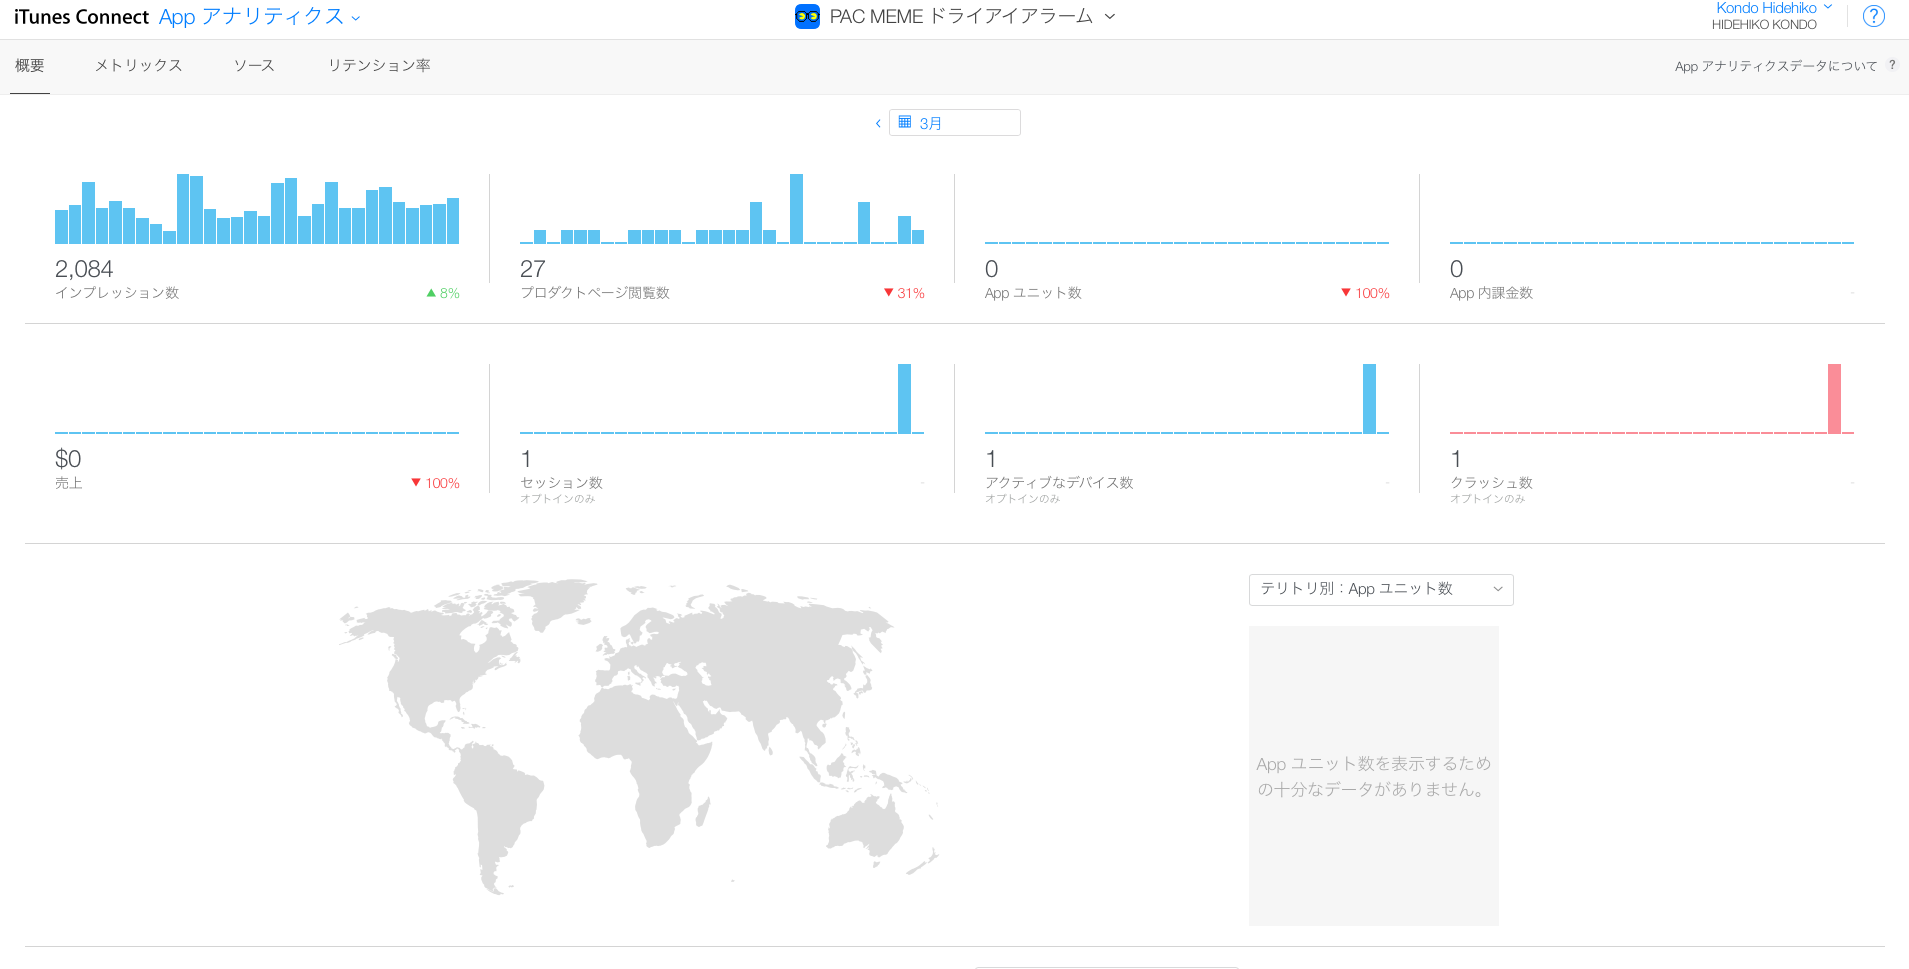 iTunes Connect App アナリティクス
PAC MEME ドライアイアラーム
Kondo Hidehiko
HIDEHIKO KONDO
?
概要
メトリックス
ソース
リテンション率
App アナリティクスデータについて ?
3月
2,084
インプレッション数
▲ 8%
27
プロダクトページ閲覧数
▼ 31%
0
App ユニット数
▼ 100%
0
App 内課金数
-
$0
売上
▼ 100%
1
セッション数
オプトインのみ
-
1
アクティブなデバイス数
オプトインのみ
-
1
クラッシュ数
オプトインのみ
-
テリトリ別：App ユニット数
App ユニット数を表示するため
の十分なデータがありません。